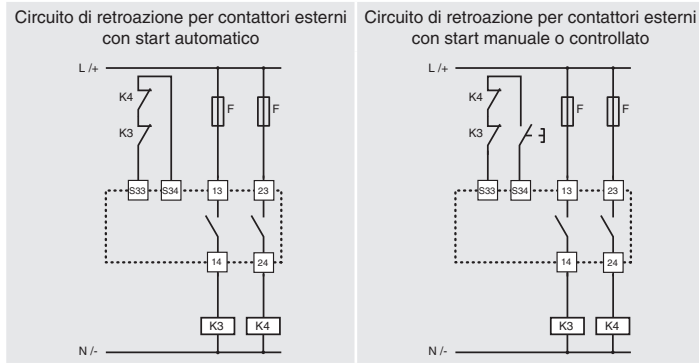 Circuito di retroazione per contattori esterni
con start automatico
L /+
K4
F
F
K3
S33
S34
13
23
14
24
K3
K4
N /-
Circuito di retroazione per contattori esterni
con start manuale o controllato
L /+
K4
F
F
K3
S33
S34
13
23
14
24
K3
K4
N /-